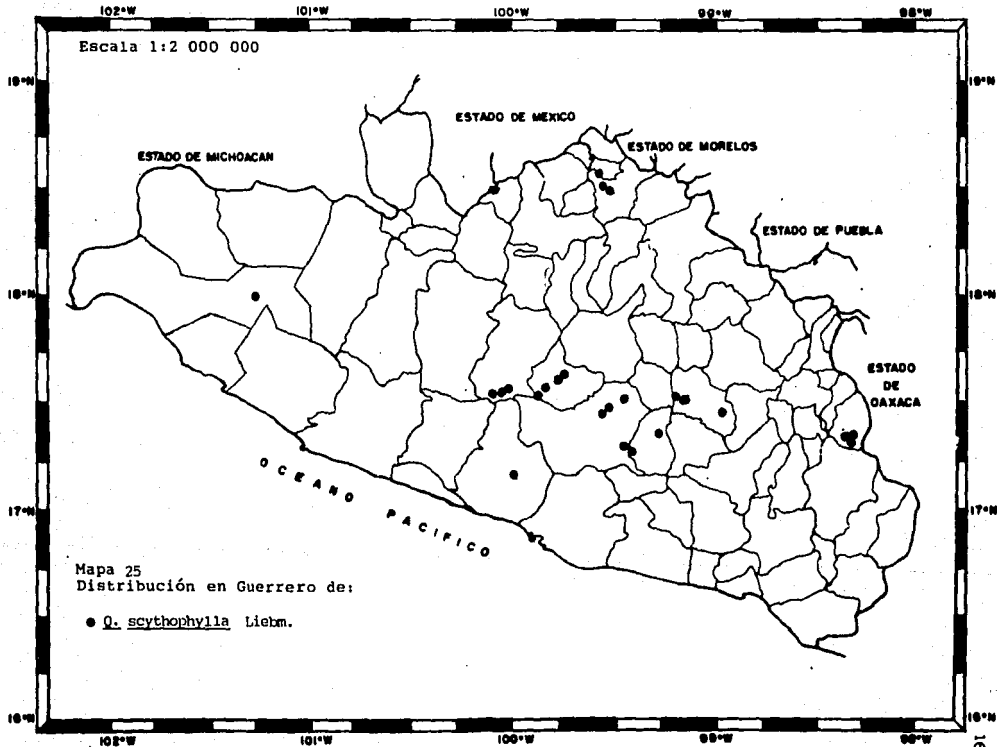 102°W 101°W 100°W 99°W 98°W
Escala 1:2 000 000
19°N 19°N
ESTADO DE MEXICO
ESTADO DE MORELOS
ESTADO DE MICHOACAN
ESTADO DE PUEBLA
18°N 18°N
ESTADO
DE
OAXACA
OCEANO PACIFICO
17°N 17°N
Mapa 25
Distribución en Guerrero de:
● Q. scythophylla Liebm.
16°N 16°N
102°W 101°W 100°W 99°W 98°W